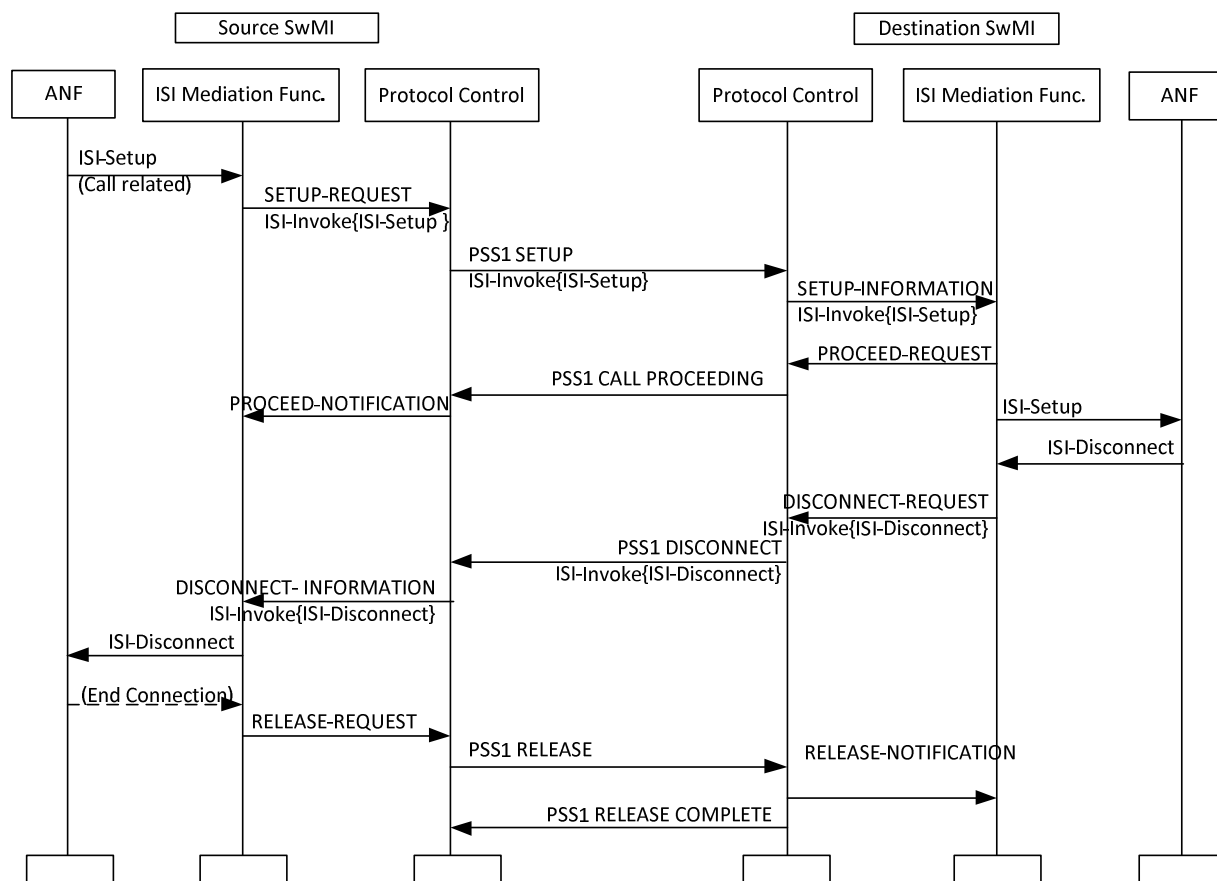 Source SwMI
Destination SwMI
ANF
ISI Mediation Func.
Protocol Control
Protocol Control
ISI Mediation Func.
ANF
ISI-Setup
(Call related)
SETUP-REQUEST
ISI-Invoke{ISI-Setup }
PSS1 SETUP
ISI-Invoke{ISI-Setup}
SETUP-INFORMATION
ISI-Invoke{ISI-Setup}
PROCEED-REQUEST
PSS1 CALL PROCEEDING
PROCEED-NOTIFICATION
ISI-Setup
ISI-Disconnect
DISCONNECT-REQUEST
ISI-Invoke{ISI-Disconnect}
PSS1 DISCONNECT
ISI-Invoke{ISI-Disconnect}
DISCONNECT- INFORMATION
ISI-Invoke{ISI-Disconnect}
ISI-Disconnect
(End Connection)
RELEASE-REQUEST
PSS1 RELEASE
RELEASE-NOTIFICATION
PSS1 RELEASE COMPLETE